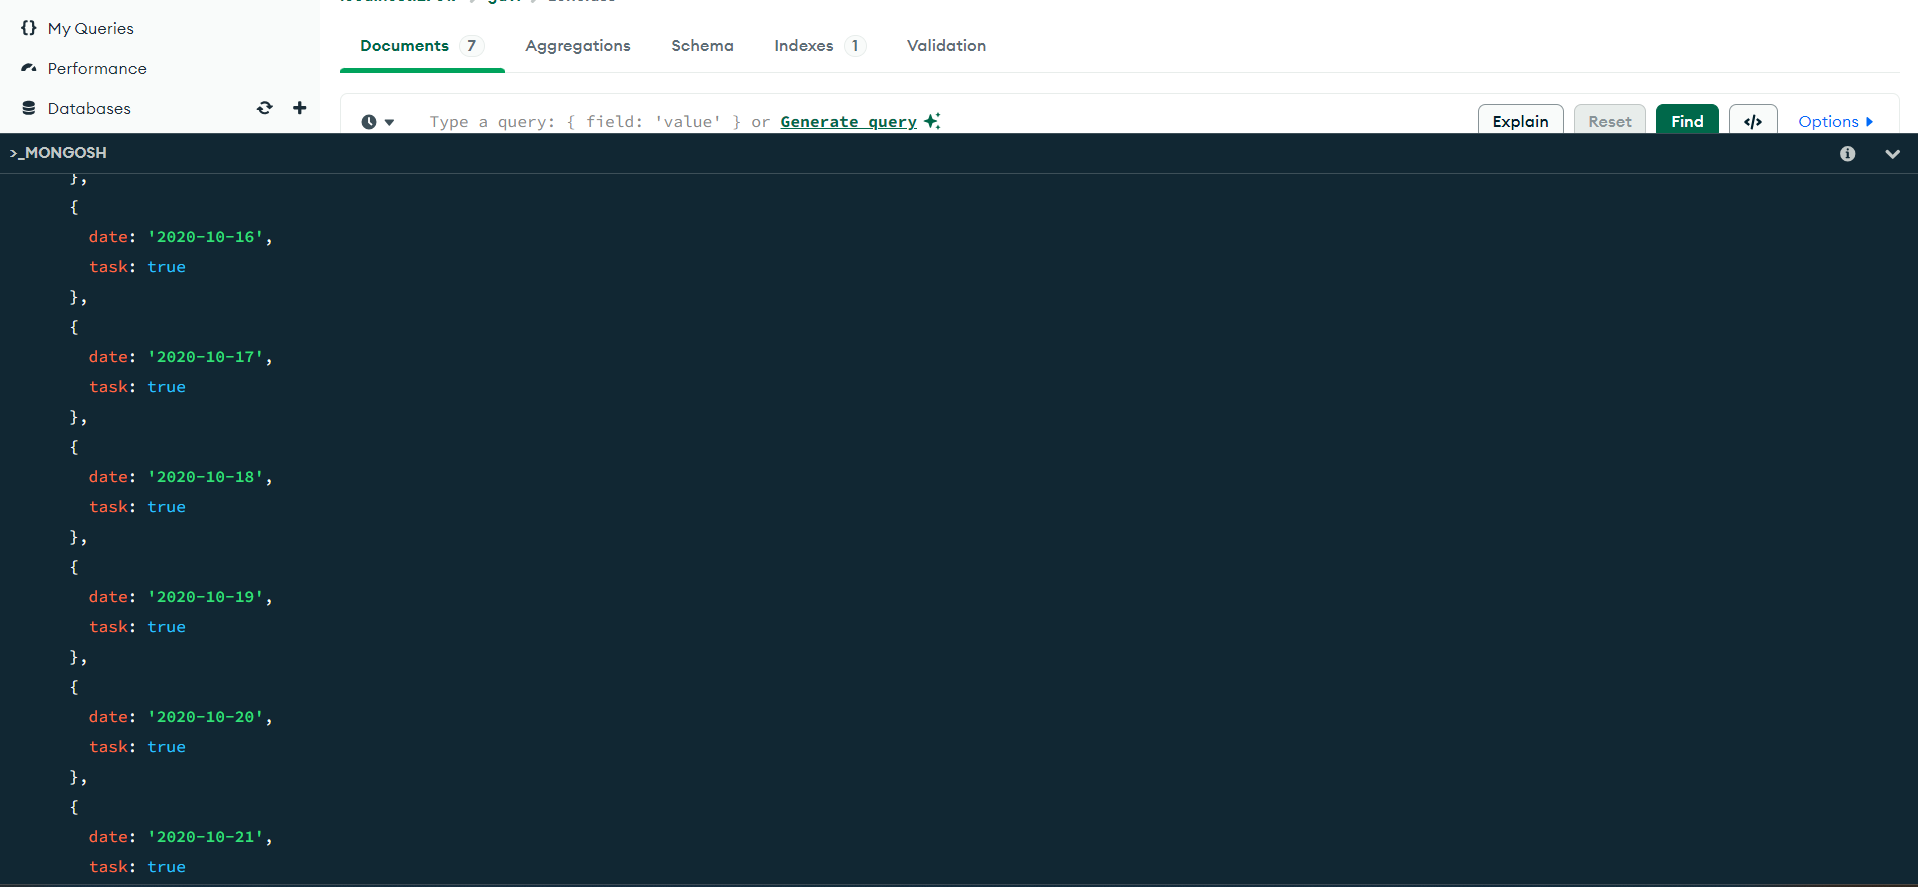 My Queries
Performance
Databases
Documents 7 Aggregations Schema Indexes 1 Validation
Type a query: { field: 'value' } or Generate query
Explain Reset Find </> Options
>_MONGOSH
},
{
date: '2020-10-16',
task: true
},
{
date: '2020-10-17',
task: true
},
{
date: '2020-10-18',
task: true
},
{
date: '2020-10-19',
task: true
},
{
date: '2020-10-20',
task: true
},
{
date: '2020-10-21',
task: true